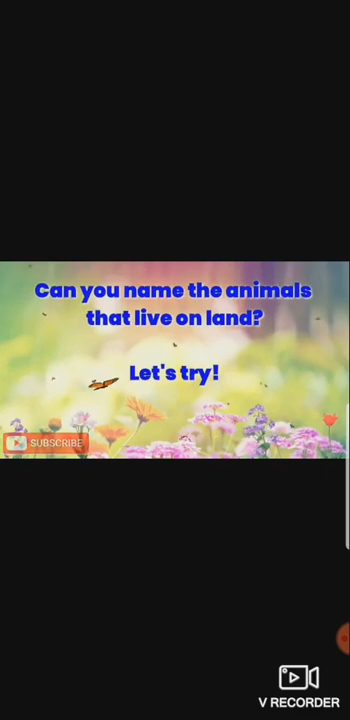 Can you name the animals
that live on land?
Let's try!
SUBSCRIBE
V RECORDER